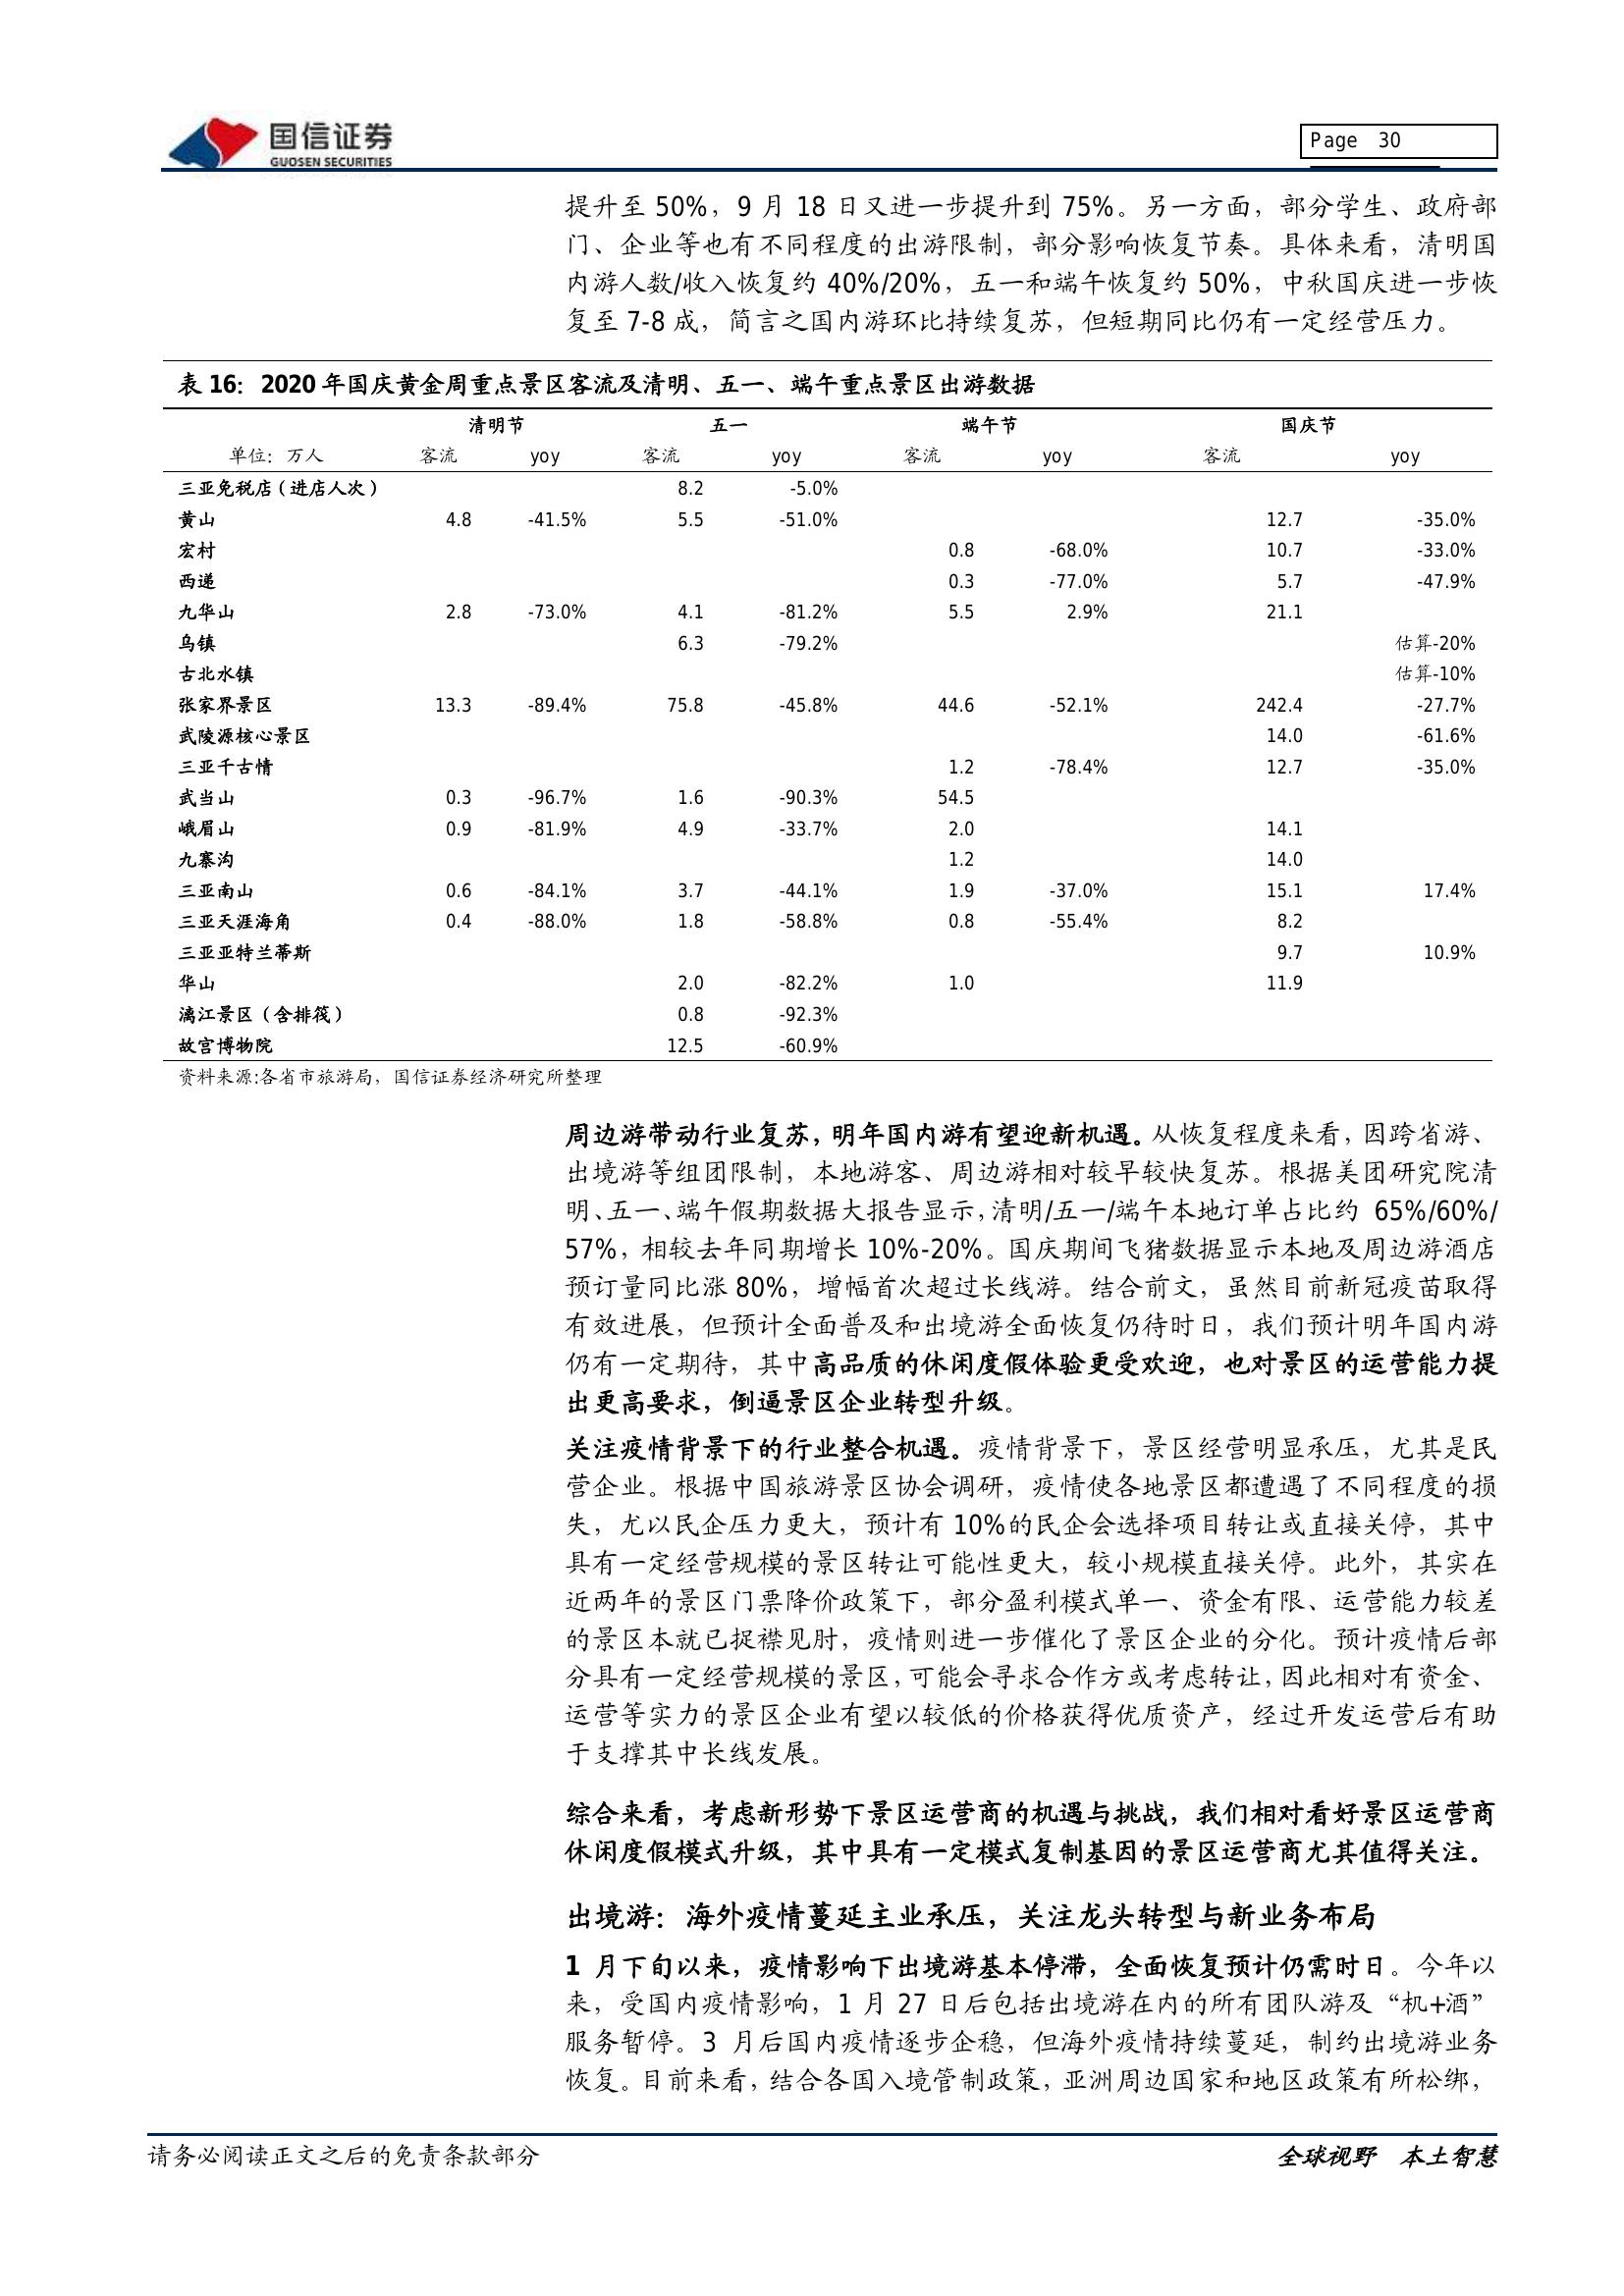 国信证券
GUOSEN SECURITIES
Page 30
提升至 50%，9 月 18 日又进一步提升到 75%。另一方面，部分学生、政府部
门、企业等也有不同程度的出游限制，部分影响恢复节奏。具体来看，清明国
内游人数/收入恢复约 40%/20%，五一和端午恢复约 50%，中秋国庆进一步恢
复至 7-8 成，简言之国内游环比持续复苏，但短期同比仍有一定经营压力。
表 16：2020 年国庆黄金周重点景区客流及清明、五一、端午重点景区出游数据
清明节 五一 端午节 国庆节
单位：万人 客流 yoy 客流 yoy 客流 yoy 客流 yoy
三亚免税店（进店人次） 8.2 -5.0%
黄山 4.8 -41.5% 5.5 -51.0% 12.7 -35.0%
宏村 0.8 -68.0% 10.7 -33.0%
西递 0.3 -77.0% 5.7 -47.9%
九华山 2.8 -73.0% 4.1 -81.2% 5.5 2.9% 21.1
乌镇 6.3 -79.2% 估算-20%
古北水镇 估算-10%
张家界景区 13.3 -89.4% 75.8 -45.8% 44.6 -52.1% 242.4 -27.7%
武陵源核心景区 14.0 -61.6%
三亚千古情 1.2 -78.4% 12.7 -35.0%
武当山 0.3 -96.7% 1.6 -90.3% 54.5
峨眉山 0.9 -81.9% 4.9 -33.7% 2.0 14.1
九寨沟 1.2 14.0
三亚南山 0.6 -84.1% 3.7 -44.1% 1.9 -37.0% 15.1 17.4%
三亚天涯海角 0.4 -88.0% 1.8 -58.8% 0.8 -55.4% 8.2
三亚亚特兰蒂斯 9.7 10.9%
华山 2.0 -82.2% 1.0 11.9
漓江景区（含排筏） 0.8 -92.3%
故宫博物院 12.5 -60.9%
资料来源:各省市旅游局，国信证券经济研究所整理
周边游带动行业复苏，明年国内游有望迎新机遇。从恢复程度来看，因跨省游、
出境游等组团限制，本地游客、周边游相对较早较快复苏。根据美团研究院清
明、五一、端午假期数据大报告显示，清明/五一/端午本地订单占比约 65%/60%/
57%，相较去年同期增长 10%-20%。国庆期间飞猪数据显示本地及周边游酒店
预订量同比涨 80%，增幅首次超过长线游。结合前文，虽然目前新冠疫苗取得
有效进展，但预计全面普及和出境游全面恢复仍待时日，我们预计明年国内游
仍有一定期待，其中高品质的休闲度假体验更受欢迎，也对景区的运营能力提
出更高要求，倒逼景区企业转型升级。
关注疫情背景下的行业整合机遇。疫情背景下，景区经营明显承压，尤其是民
营企业。根据中国旅游景区协会调研，疫情使各地景区都遭遇了不同程度的损
失，尤以民企压力更大，预计有 10%的民企会选择项目转让或直接关停，其中
具有一定经营规模的景区转让可能性更大，较小规模直接关停。此外，其实在
近两年的景区门票降价政策下，部分盈利模式单一、资金有限、运营能力较差
的景区本就已捉襟见肘，疫情则进一步催化了景区企业的分化。预计疫情后部
分具有一定经营规模的景区，可能会寻求合作方或考虑转让，因此相对有资金、
运营等实力的景区企业有望以较低的价格获得优质资产，经过开发运营后有助
于支撑其中长线发展。
综合来看，考虑新形势下景区运营商的机遇与挑战，我们相对看好景区运营商
休闲度假模式升级，其中具有一定模式复制基因的景区运营商尤其值得关注。
出境游：海外疫情蔓延主业承压，关注龙头转型与新业务布局
1 月下旬以来，疫情影响下出境游基本停滞，全面恢复预计仍需时日。今年以
来，受国内疫情影响，1 月 27 日后包括出境游在内的所有团队游及“机+酒”
服务暂停。3 月后国内疫情逐步企稳，但海外疫情持续蔓延，制约出境游业务
恢复。目前来看，结合各国入境管制政策，亚洲周边国家和地区政策有所松绑，
请务必阅读正文之后的免责条款部分
全球视野 本土智慧